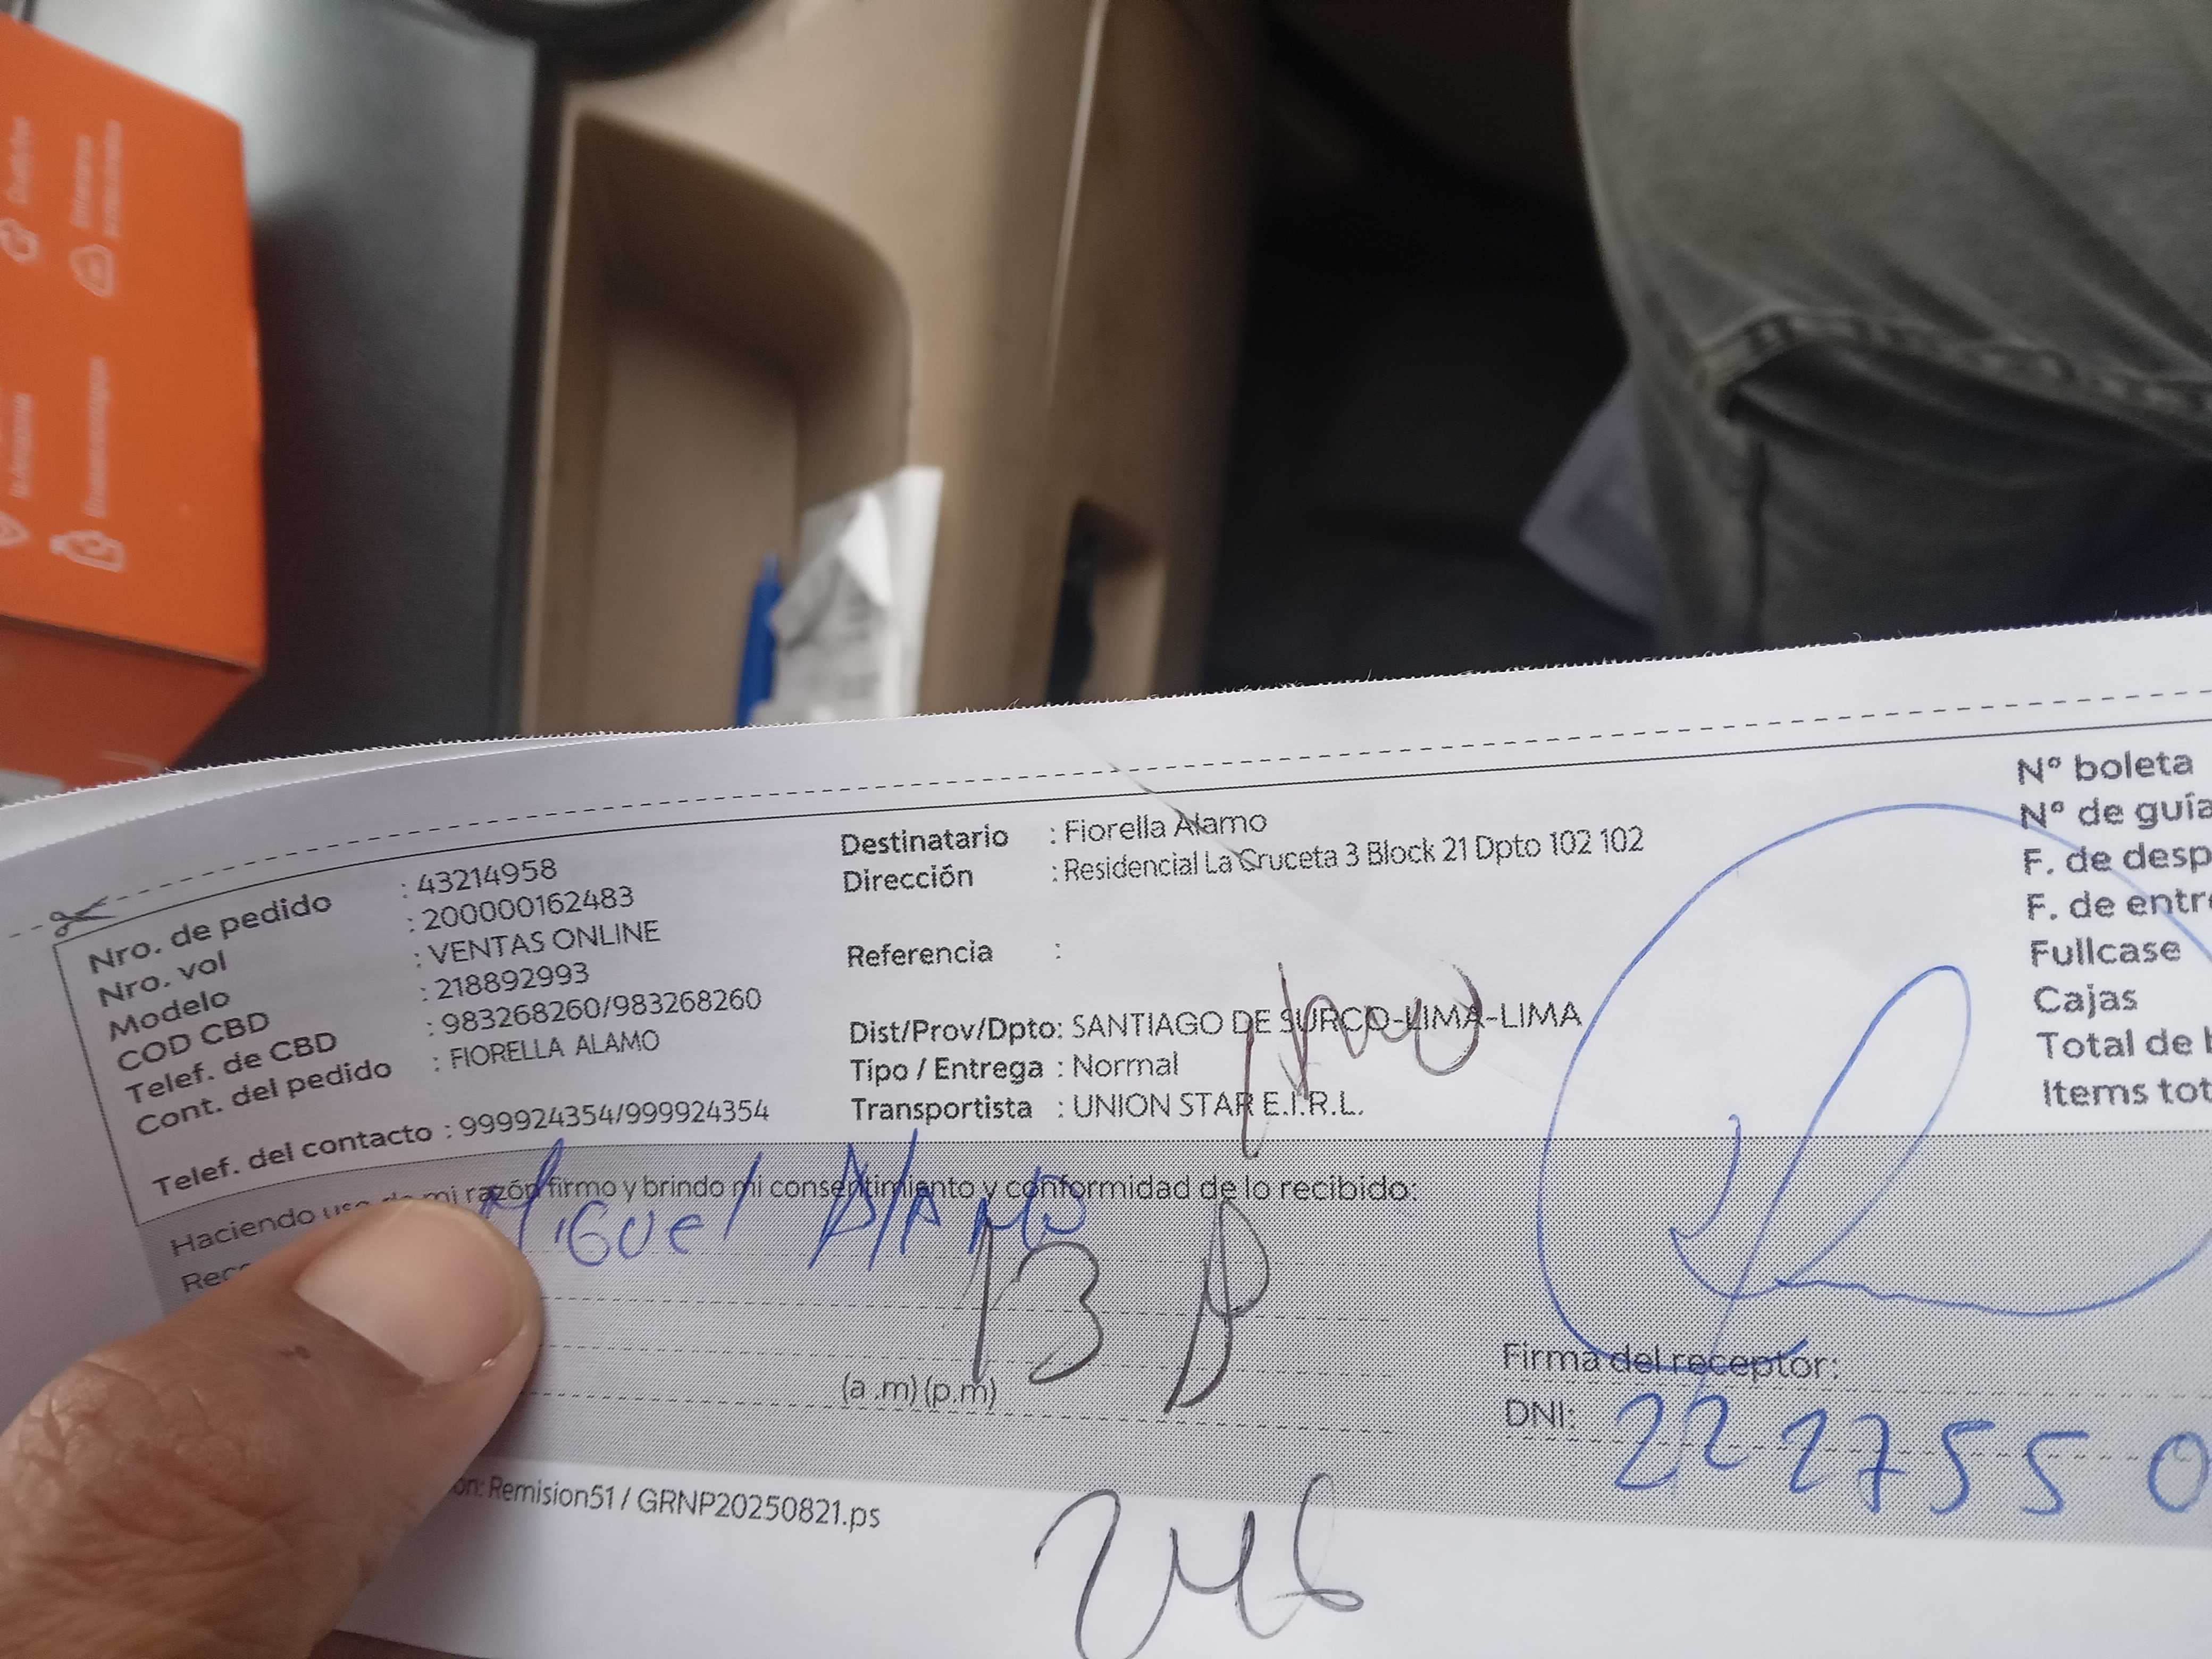 Nro. de pedido : 43214958
Nro. vol : 200000162483
Modelo : VENTAS ONLINE
COD CBD : 218892993
Telef. de CBD : 983268260/983268260
Cont. del pedido : FIORELLA ALAMO
Telef. del contacto : 999924354/999924354
Destinatario : Fiorella Alamo
Dirección : Residencial La Cruceta 3 Block 21 Dpto 102 102
Referencia :
Dist/Prov/Dpto: SANTIAGO DE SURCO-LIMA-LIMA
Tipo / Entrega : Normal
Transportista : UNION STAR E.I.R.L.
Nº boleta
Nº de guía
F. de desp
F. de entre
Fullcase
Cajas
Total de
Items tot
Haciendo uso de mi razón firmo y brindo mi consentimiento y conformidad de lo recibido:
Miguel Alamo
13
(a .m) (p.m)
Firma del receptor:
DNI: 2227550
on: Remision51 / GRNP20250821.ps